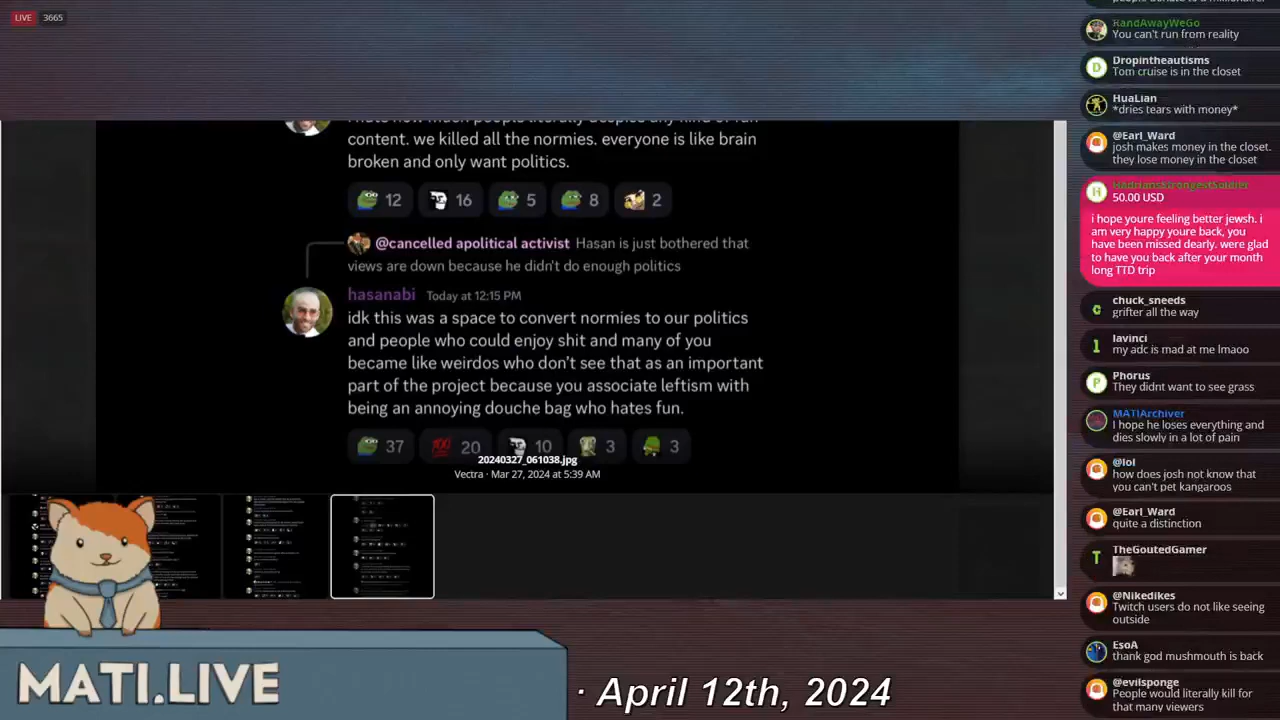 LIVE 3665
content. we killed all the normies. everyone is like brain
broken and only want politics.
12 16 5 8 2
@cancelled apolitical activist Hasan is just bothered that
views are down because he didn't do enough politics
hasanabi Today at 12:15 PM
idk this was a space to convert normies to our politics
and people who could enjoy shit and many of you
became like weirdos who don't see that as an important
part of the project because you associate leftism with
being an annoying douche bag who hates fun.
37 100 20 10 3 3
20240327_061038.jpg
Vectra · Mar 27, 2024 at 5:39 AM
MATI.LIVE
· April 12th, 2024
RandAwayWeGo
You can't run from reality
Dropintheautisms
Tom cruise is in the closet
HuaLian
*dries tears with money*
@Earl_Ward
josh makes money in the closet.
they lose money in the closet
H
HadriansStrongestSoldier
50.00 USD
i hope youre feeling better jewsh. i
am very happy youre back, you
have been missed dearly. were glad
to have you back after your month
long TTD trip
chuck_sneeds
grifter all the way
lavinci
my adc is mad at me lmaoo
Phorus
They didnt want to see grass
MATIArchiver
I hope he loses everything and
dies slowly in a lot of pain
@iol
how does josh not know that
you can't pet kangaroos
@Earl_Ward
quite a distinction
TheGoutedGamer
@Nikedikes
Twitch users do not like seeing
outside
EsoA
thank god mushmouth is back
@evilsponge
People would literally kill for
that many viewers